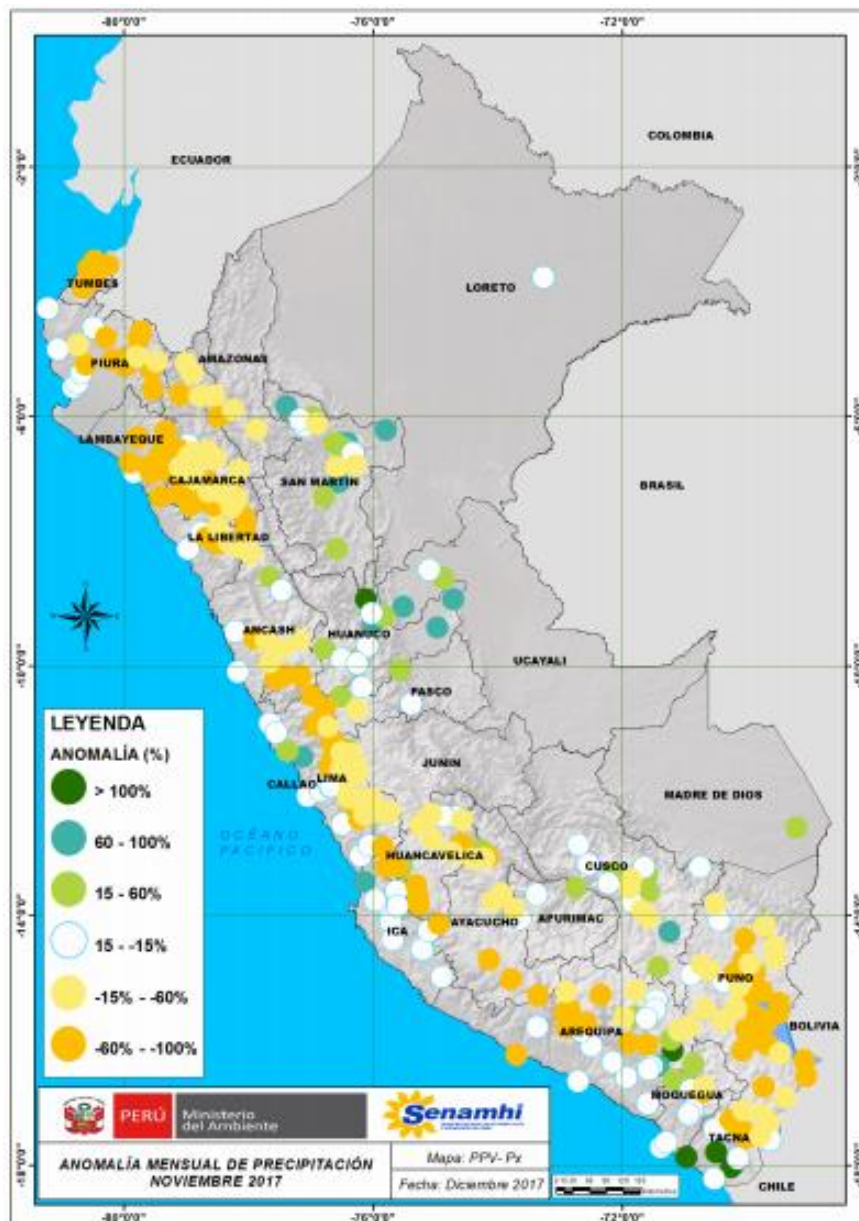 -80°0'0"
-76°0'0"
-72°0'0"
COLOMBIA
ECUADOR
-2°0'0"
-2°0'0"
LORETO
TUMBES
AMAZONAS
PIURA
-6°0'0"
-6°0'0"
LAMBAYEQUE
CAJAMARCA
SAN MARTÍN
BRASIL
LA LIBERTAD
ANCASH
HUANUCO
UCAYALI
-10°0'0"
-10°0'0"
PASCO
LEYENDA
ANOMALÍA (%)
> 100%
60 - 100%
15 - 60%
15 - -15%
-15% - -60%
-60% - -100%
JUNIN
LIMA
CALLAO
MADRE DE DIOS
OCÉANO
PACÍFICO
HUANCAVELICA
CUSCO
-14°0'0"
-14°0'0"
AYACUCHO
APURIMAC
ICA
PUNO
AREQUIPA
BOLIVIA
MOQUEGUA
TACNA
CHILE
PERÚ
Ministerio
del Ambiente
Senamhi
ANOMALÍA MENSUAL DE PRECIPITACIÓN
NOVIEMBRE 2017
Mapa: PPV- Px
Fecha: Diciembre 2017
-18°0'0"
-18°0'0"
-80°0'0"
-76°0'0"
-72°0'0"